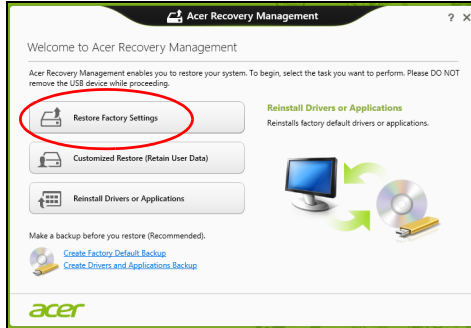 Acer Recovery Management
? X
Welcome to Acer Recovery Management
Acer Recovery Management enables you to restore your system. To begin, select the task you want to perform. Please DO NOT
remove the USB device while proceeding.
Restore Factory Settings
Customized Restore (Retain User Data)
Reinstall Drivers or Applications
Reinstall Drivers or Applications
Reinstalls factory default drivers or applications.
Make a backup before you restore (Recommended).
Create Factory Default Backup
Create Drivers and Applications Backup
acer